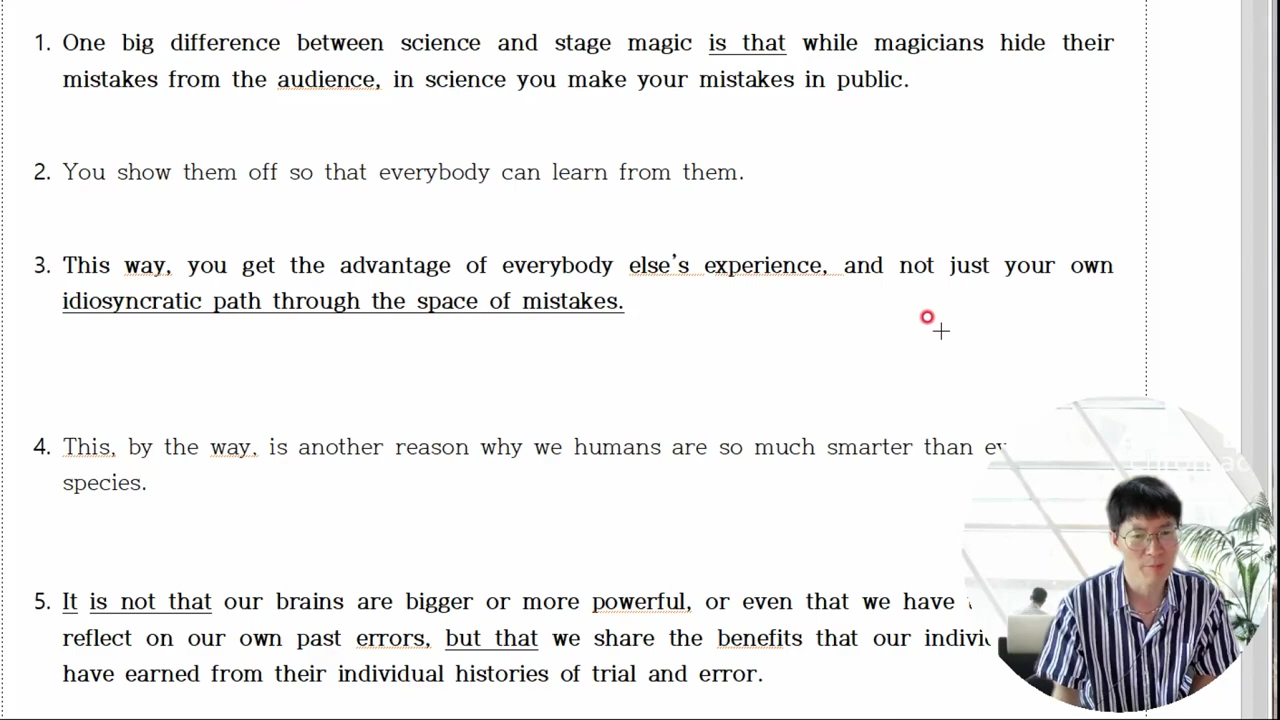 1. One big difference between science and stage magic is that while magicians hide their
mistakes from the audience, in science you make your mistakes in public.
2. You show them off so that everybody can learn from them.
3. This way, you get the advantage of everybody else's experience, and not just your own
idiosyncratic path through the space of mistakes.
4. This, by the way, is another reason why we humans are so much smarter than
species.
5. It is not that our brains are bigger or more powerful, or even that we have
reflect on our own past errors, but that we share the benefits that our
have earned from their individual histories of trial and error.